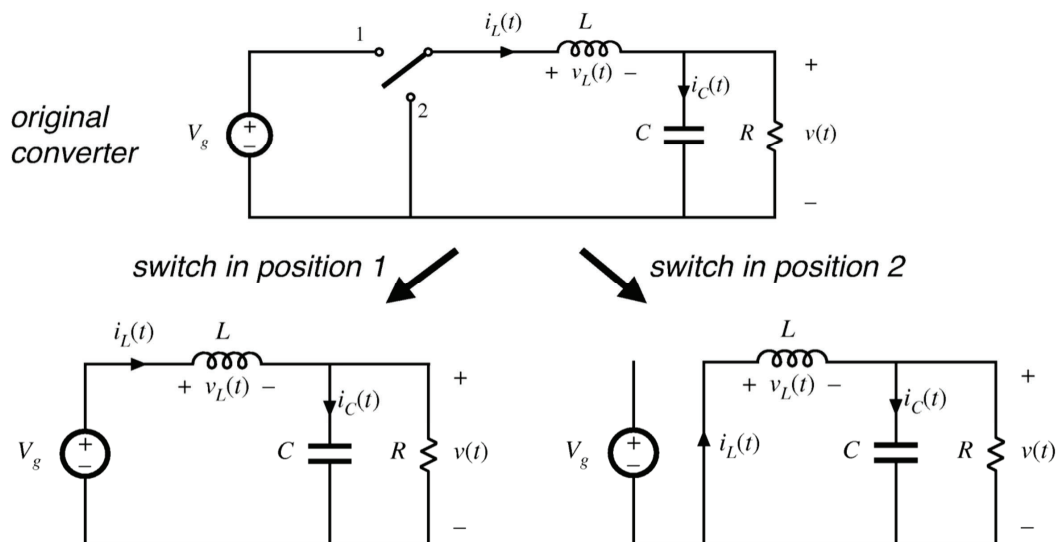 1
i_L(t)
L
+ v_L(t) −
i_C(t)
+
2
original
converter
V_g
+
−
C
R
v(t)
−
switch in position 1
switch in position 2
i_L(t)
L
+ v_L(t) −
i_C(t)
+
V_g
+
−
C
R
v(t)
−
L
+ v_L(t) −
i_C(t)
+
V_g
+
−
i_L(t)
C
R
v(t)
−